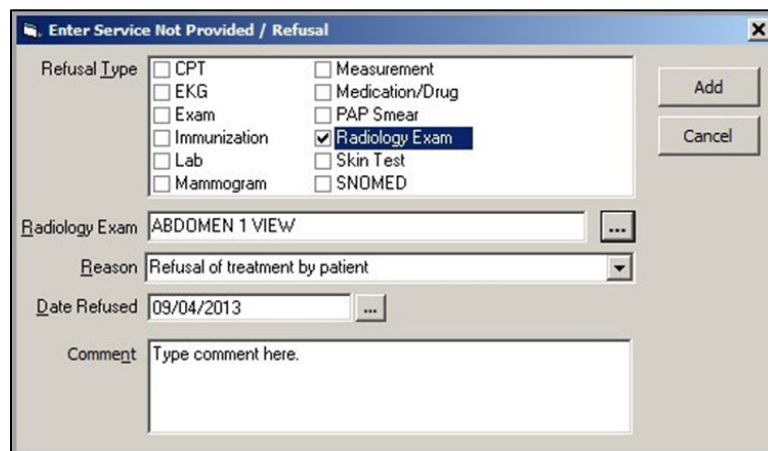 Enter Service Not Provided / Refusal
Refusal Type
CPT
Measurement
EKG
Medication/Drug
Exam
PAP Smear
Immunization
Radiology Exam
Lab
Skin Test
Mammogram
SNOMED
Add
Cancel
Radiology Exam ABDOMEN 1 VIEW ...
Reason Refusal of treatment by patient
Date Refused 09/04/2013 ...
Comment Type comment here.